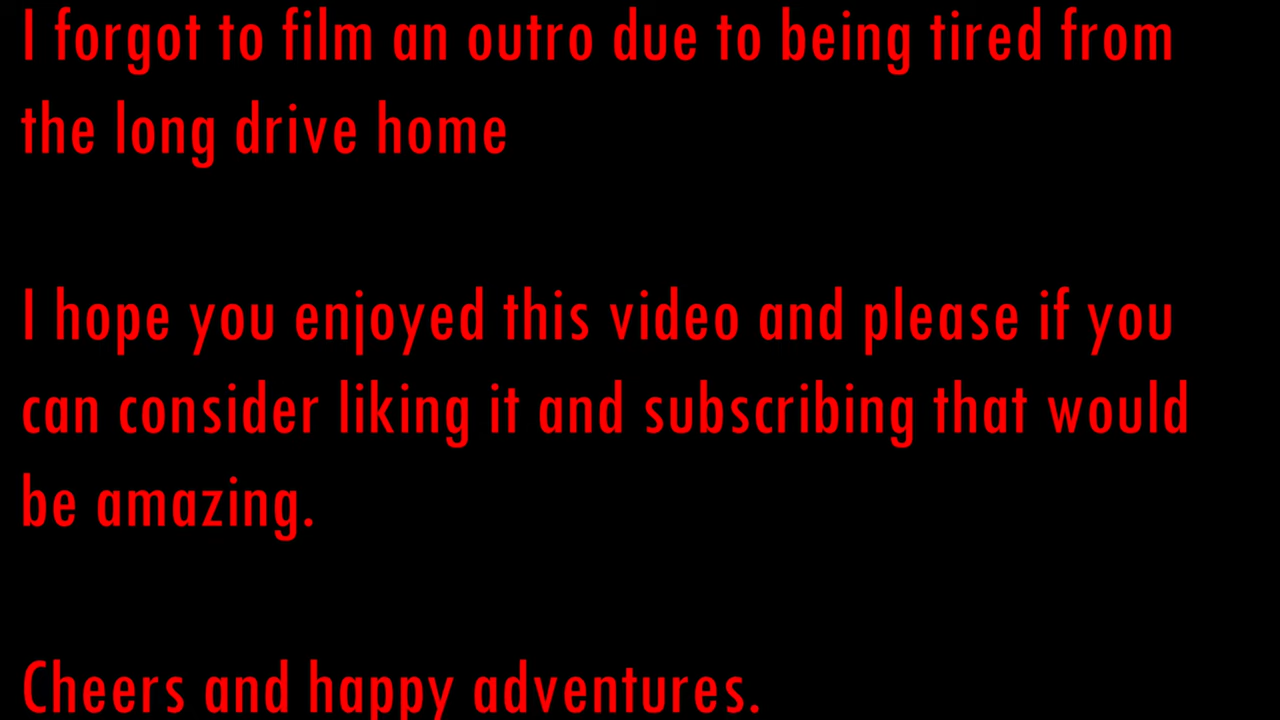 I forgot to film an outro due to being tired from
the long drive home
I hope you enjoyed this video and please if you
can consider liking it and subscribing that would
be amazing.
Cheers and happy adventures.